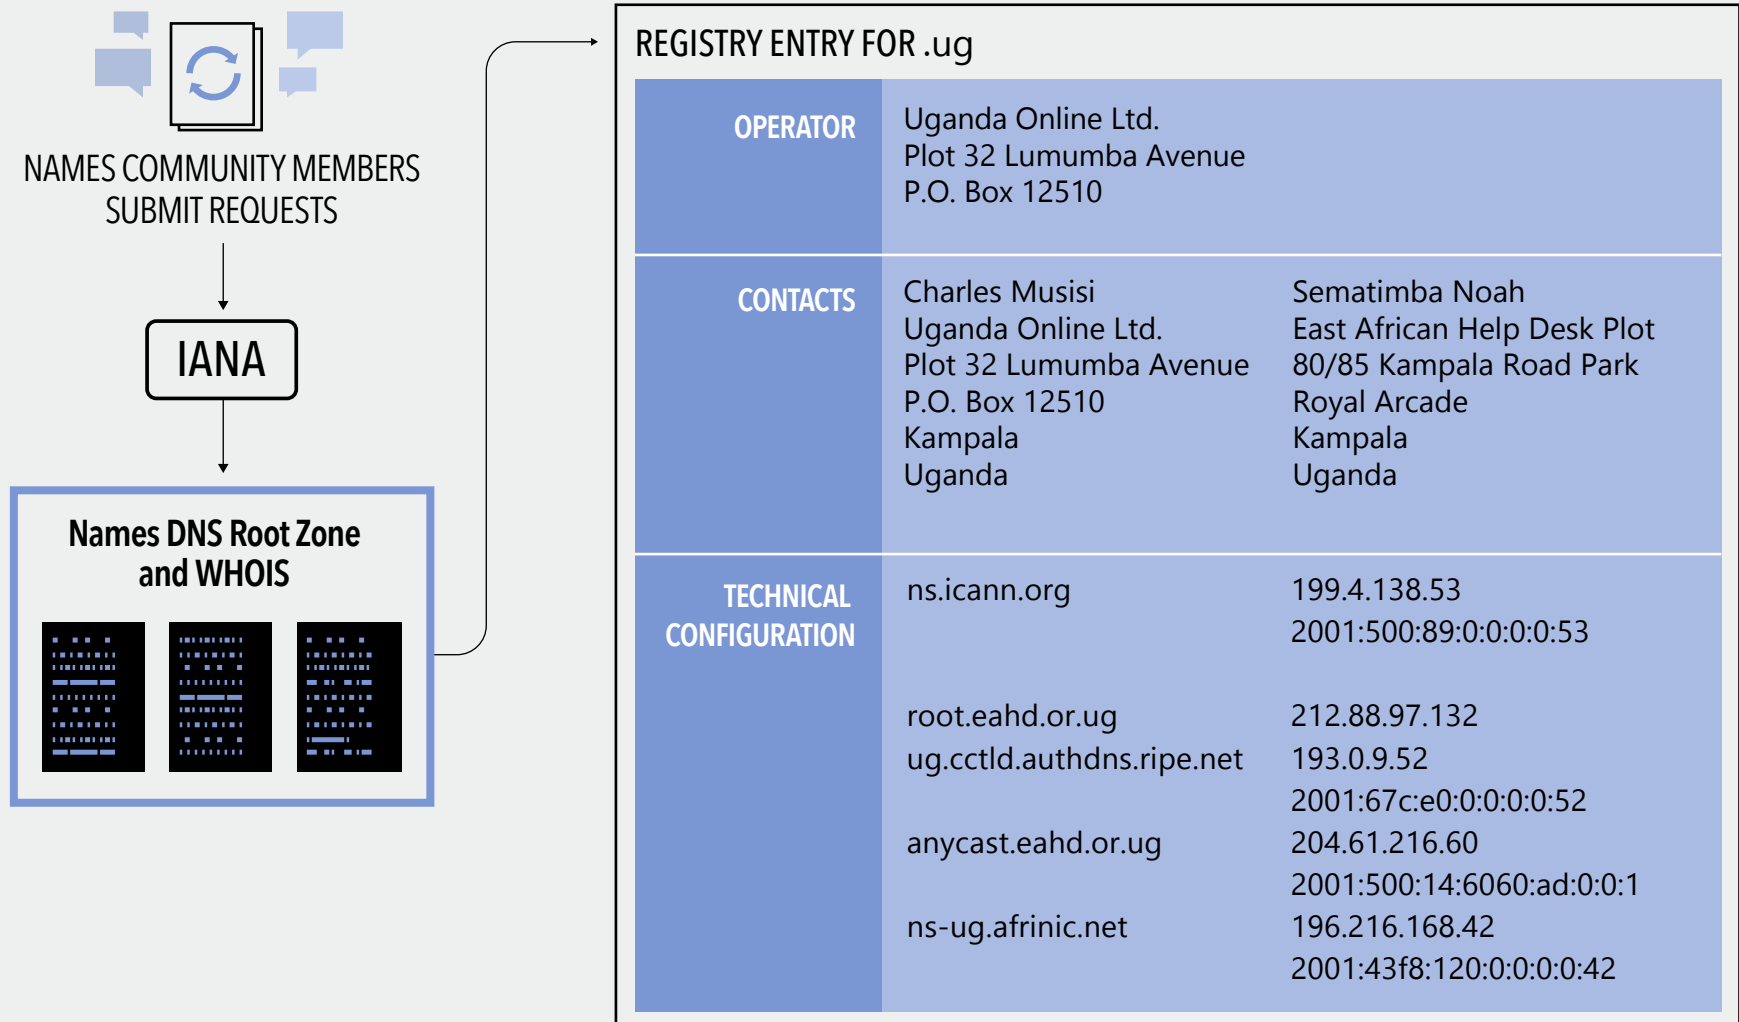 NAMES COMMUNITY MEMBERS
SUBMIT REQUESTS
IANA
Names DNS Root Zone
and WHOIS
REGISTRY ENTRY FOR .ug
OPERATOR
Uganda Online Ltd.
Plot 32 Lumumba Avenue
P.O. Box 12510
CONTACTS
Charles Musisi
Uganda Online Ltd.
Plot 32 Lumumba Avenue
P.O. Box 12510
Kampala
Uganda
Sematimba Noah
East African Help Desk Plot
80/85 Kampala Road Park
Royal Arcade
Kampala
Uganda
TECHNICAL
CONFIGURATION
ns.icann.org 199.4.138.53
2001:500:89:0:0:0:0:53
root.eahd.or.ug 212.88.97.132
ug.cctld.authdns.ripe.net 193.0.9.52
2001:67c:e0:0:0:0:0:52
anycast.eahd.or.ug 204.61.216.60
2001:500:14:6060:ad:0:0:1
ns-ug.afrinic.net 196.216.168.42
2001:43f8:120:0:0:0:0:42